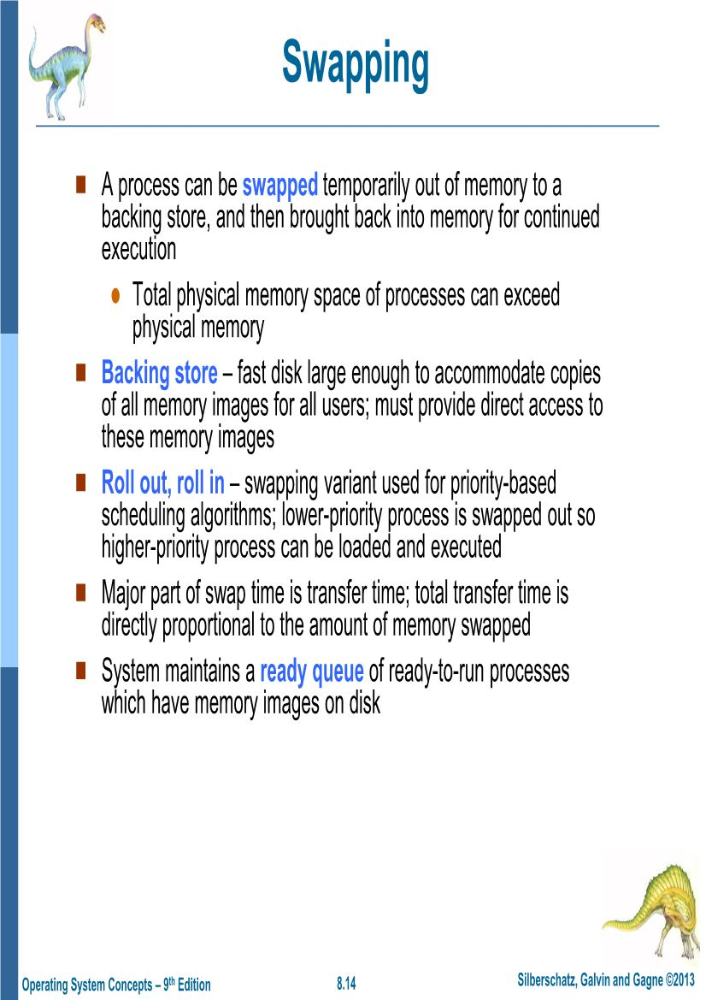 Swapping
■ A process can be swapped temporarily out of memory to a
backing store, and then brought back into memory for continued
execution
● Total physical memory space of processes can exceed
physical memory
■ Backing store – fast disk large enough to accommodate copies
of all memory images for all users; must provide direct access to
these memory images
■ Roll out, roll in – swapping variant used for priority-based
scheduling algorithms; lower-priority process is swapped out so
higher-priority process can be loaded and executed
■ Major part of swap time is transfer time; total transfer time is
directly proportional to the amount of memory swapped
■ System maintains a ready queue of ready-to-run processes
which have memory images on disk
Operating System Concepts – 9th Edition
8.14
Silberschatz, Galvin and Gagne ©2013